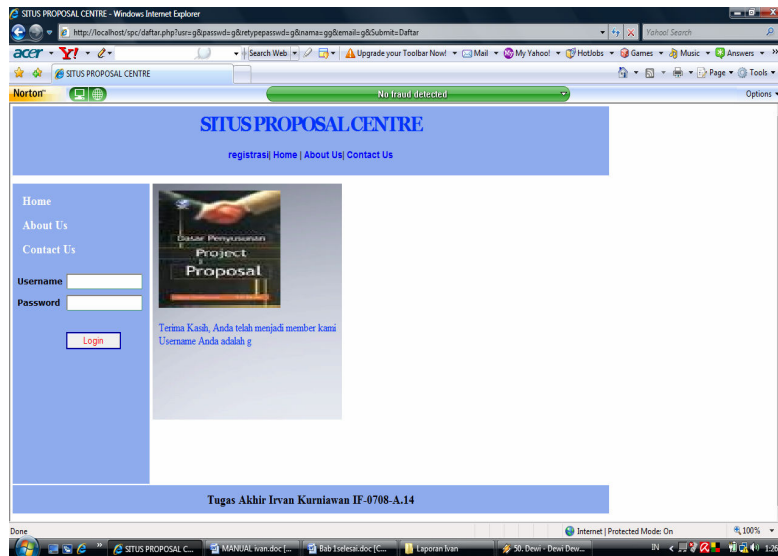 SITUS PROPOSAL CENTRE - Windows Internet Explorer
http://localhost/spc/daftar.php?usr=g&passwd=g&retypepasswd=g&nama=gg&email=g&Submit=Daftar
Yahoo! Search
acer Y! Search Web Upgrade your Toolbar Now! Mail My Yahoo! HotJobs Games Music Answers »
SITUS PROPOSAL CENTRE Page Tools
Norton™ No fraud detected Options
SITUS PROPOSAL CENTRE
registrasi| Home | About Us| Contact Us
Home
About Us
Contact Us
Username
Password
Login
Dasar Penyusunan
Project
Proposal
Terima Kasih, Anda telah menjadi member kami
Username Anda adalah g
Tugas Akhir Irvan Kurniawan IF-0708-A.14
Done Internet | Protected Mode: On 100%
» SITUS PROPOSAL C... MANUAL ivan.doc [... Bab 1selesai.doc [C... Laporan Ivan 50. Dewi - Dewi Dew... IN